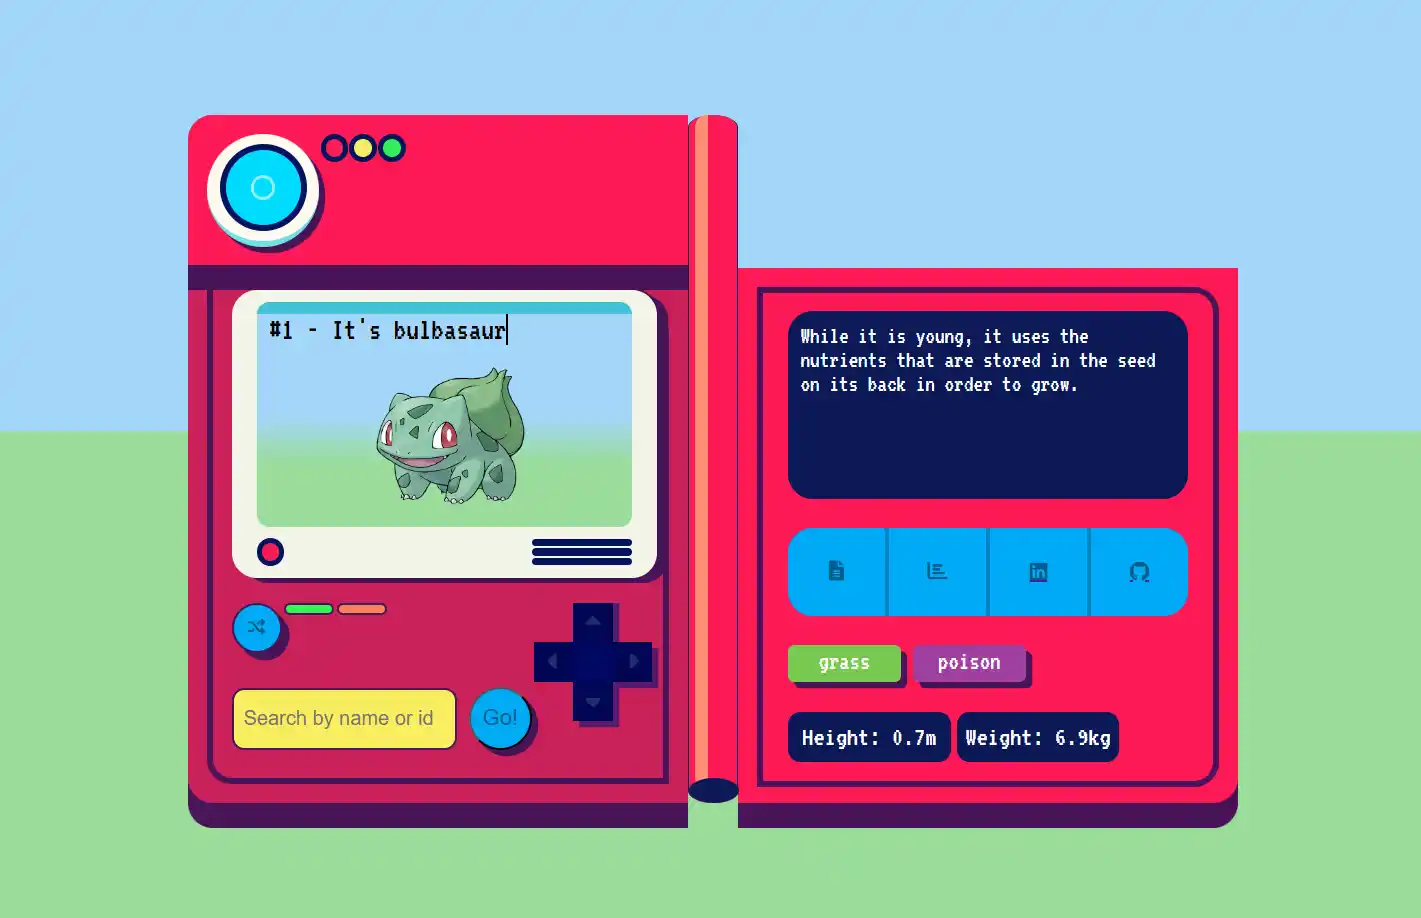 #1 - It's bulbasaur
While it is young, it uses the
nutrients that are stored in the seed
on its back in order to grow.
in
grass
poison
Search by name or id
Go!
Height: 0.7m
Weight: 6.9kg